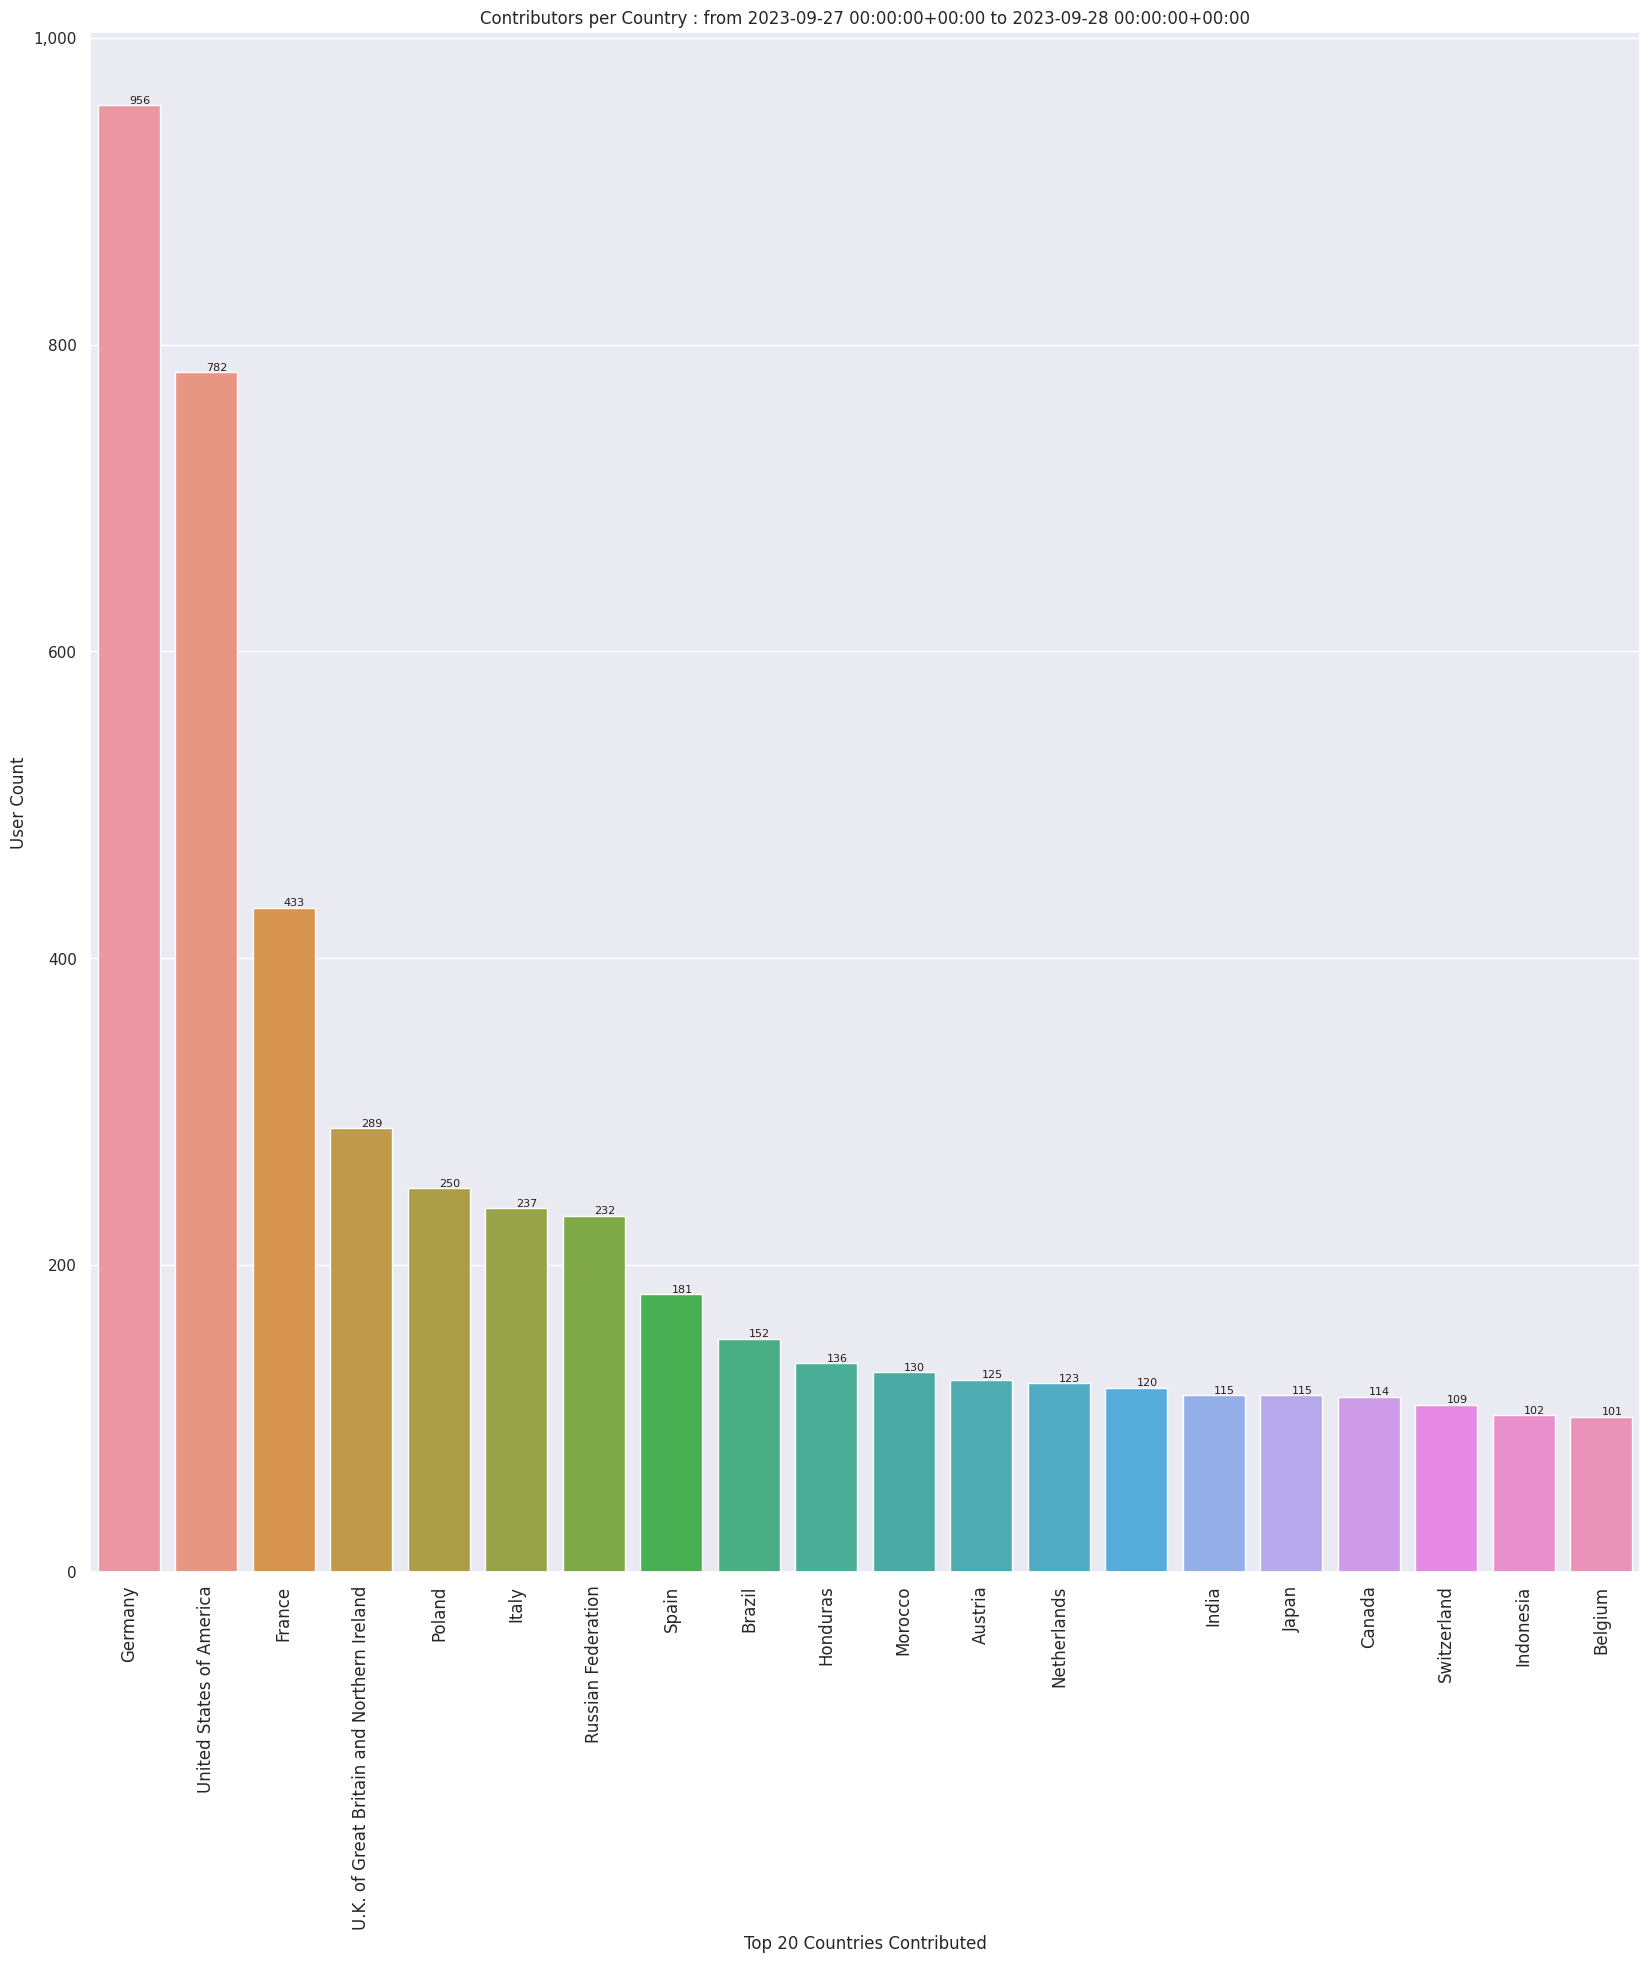 Contributors per Country : from 2023-09-27 00:00:00+00:00 to 2023-09-28 00:00:00+00:00
1,000
800
600
400
200
0
User Count
956
782
433
289
250
237
232
181
152
136
130
125
123
120
115
115
114
109
102
101
Germany
United States of America
France
U.K. of Great Britain and Northern Ireland
Poland
Italy
Russian Federation
Spain
Brazil
Honduras
Morocco
Austria
Netherlands
India
Japan
Canada
Switzerland
Indonesia
Belgium
Top 20 Countries Contributed